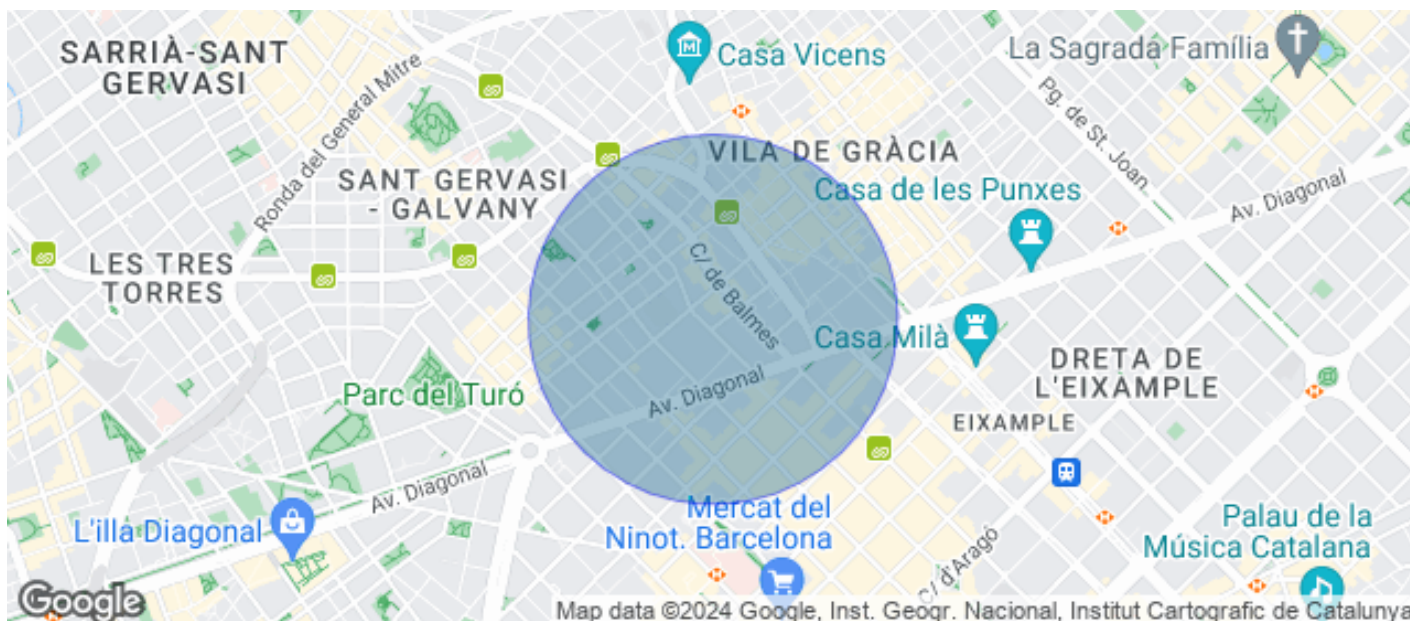 SARRIÀ-SANT
GERVASI
Casa Vicens
La Sagrada Família
Ronda del General Mitre
Pg. de St. Joan
SANT GERVASI
- GALVANY
VILA DE GRÀCIA
Casa de les Punxes
Av. Diagonal
LES TRES
TORRES
C/ de Balmes
Casa Milà
DRETA DE
L'EIXAMPLE
Parc del Turó
Av. Diagonal
EIXAMPLE
Av. Diagonal
L'illa Diagonal
Mercat del
Ninot. Barcelona
C/ d'Aragó
Palau de la
Música Catalana
Google
Map data ©2024 Google, Inst. Geogr. Nacional, Institut Cartografic de Catalunya